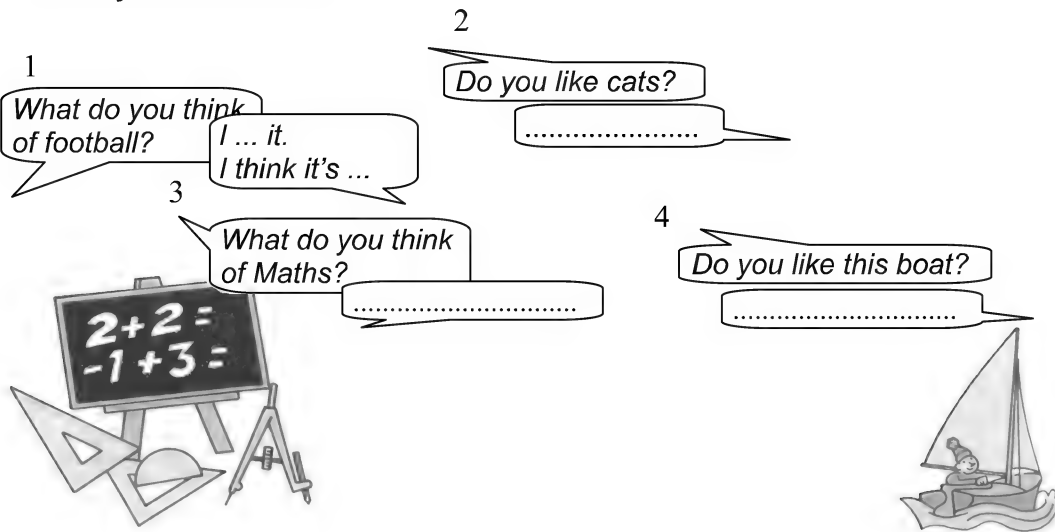 1
What do you think
of football?
I ... it.
I think it's ...
2
Do you like cats?
........................
3
What do you think
of Maths?
..............................
4
Do you like this boat?
..............................
2+2=
-1+3=